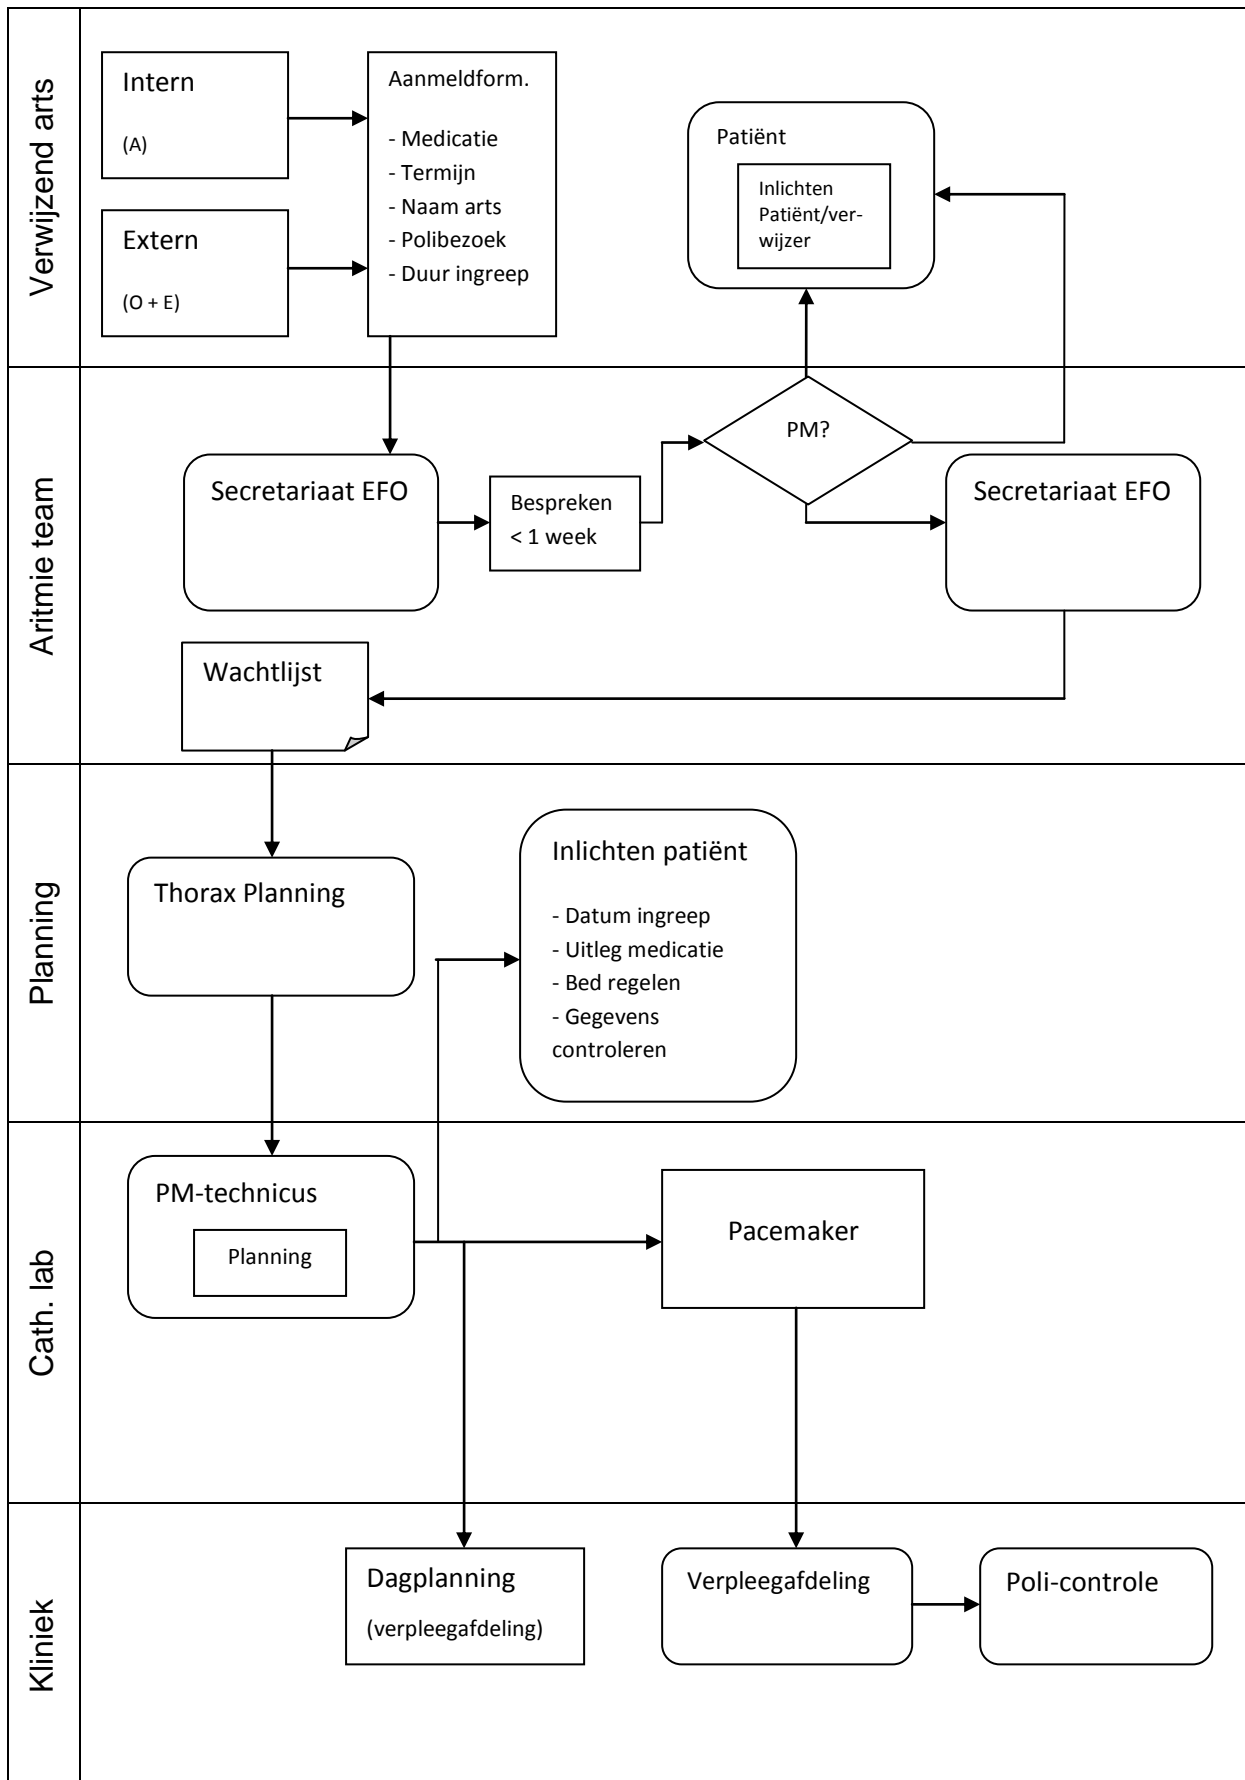 Verwijzend arts
Intern
(A)
Extern
(O + E)
Aanmeldform.
- Medicatie
- Termijn
- Naam arts
- Polibezoek
- Duur ingreep
Patiënt
Inlichten
Patiënt/ver-
wijzer
Aritmie team
Secretariaat EFO
Bespreken
< 1 week
PM?
Secretariaat EFO
Wachtlijst
Planning
Thorax Planning
Inlichten patiënt
- Datum ingreep
- Uitleg medicatie
- Bed regelen
- Gegevens
controleren
Cath. lab
PM-technicus
Planning
Pacemaker
Kliniek
Dagplanning
(verpleegafdeling)
Verpleegafdeling
Poli-controle